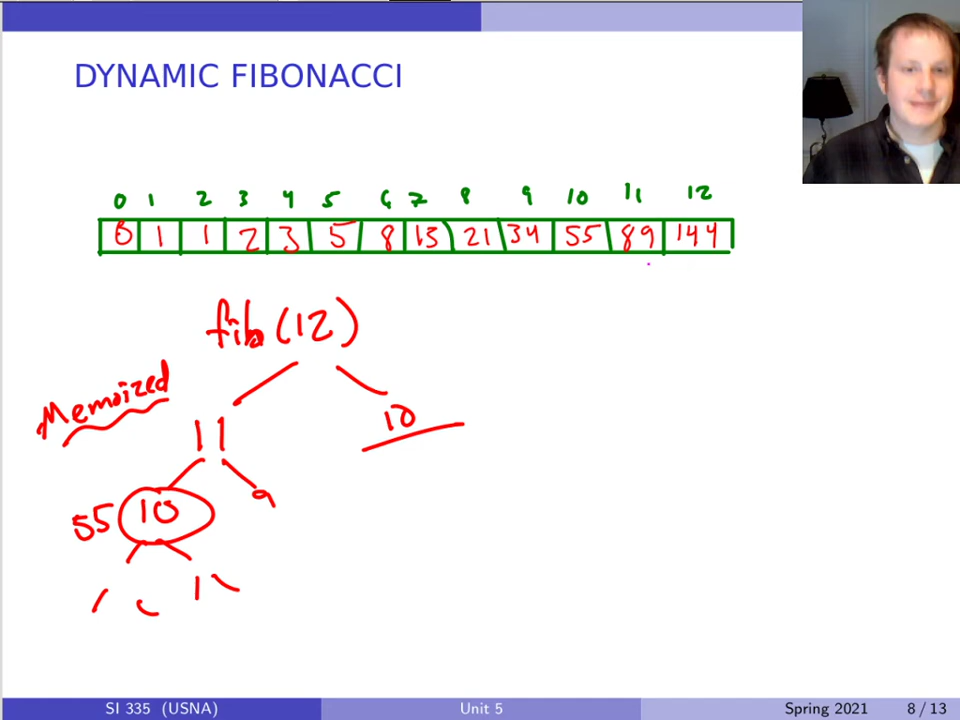 DYNAMIC FIBONACCI
0 1 2 3 4 5 6 7 8 9 10 11 12
0 1 1 2 3 5 8 13 21 34 55 89 144
fib(12)
Memoized
11 10
55 10 9
SI 335 (USNA) Unit 5 Spring 2021 8 / 13